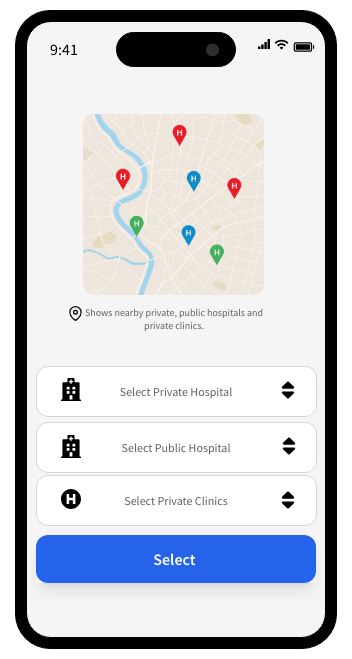 9:41
H
H
H
H
H
H
H
Shows nearby private, public hospitals and
private clinics.
Select Private Hospital
Select Public Hospital
H
Select Private Clinics
Select